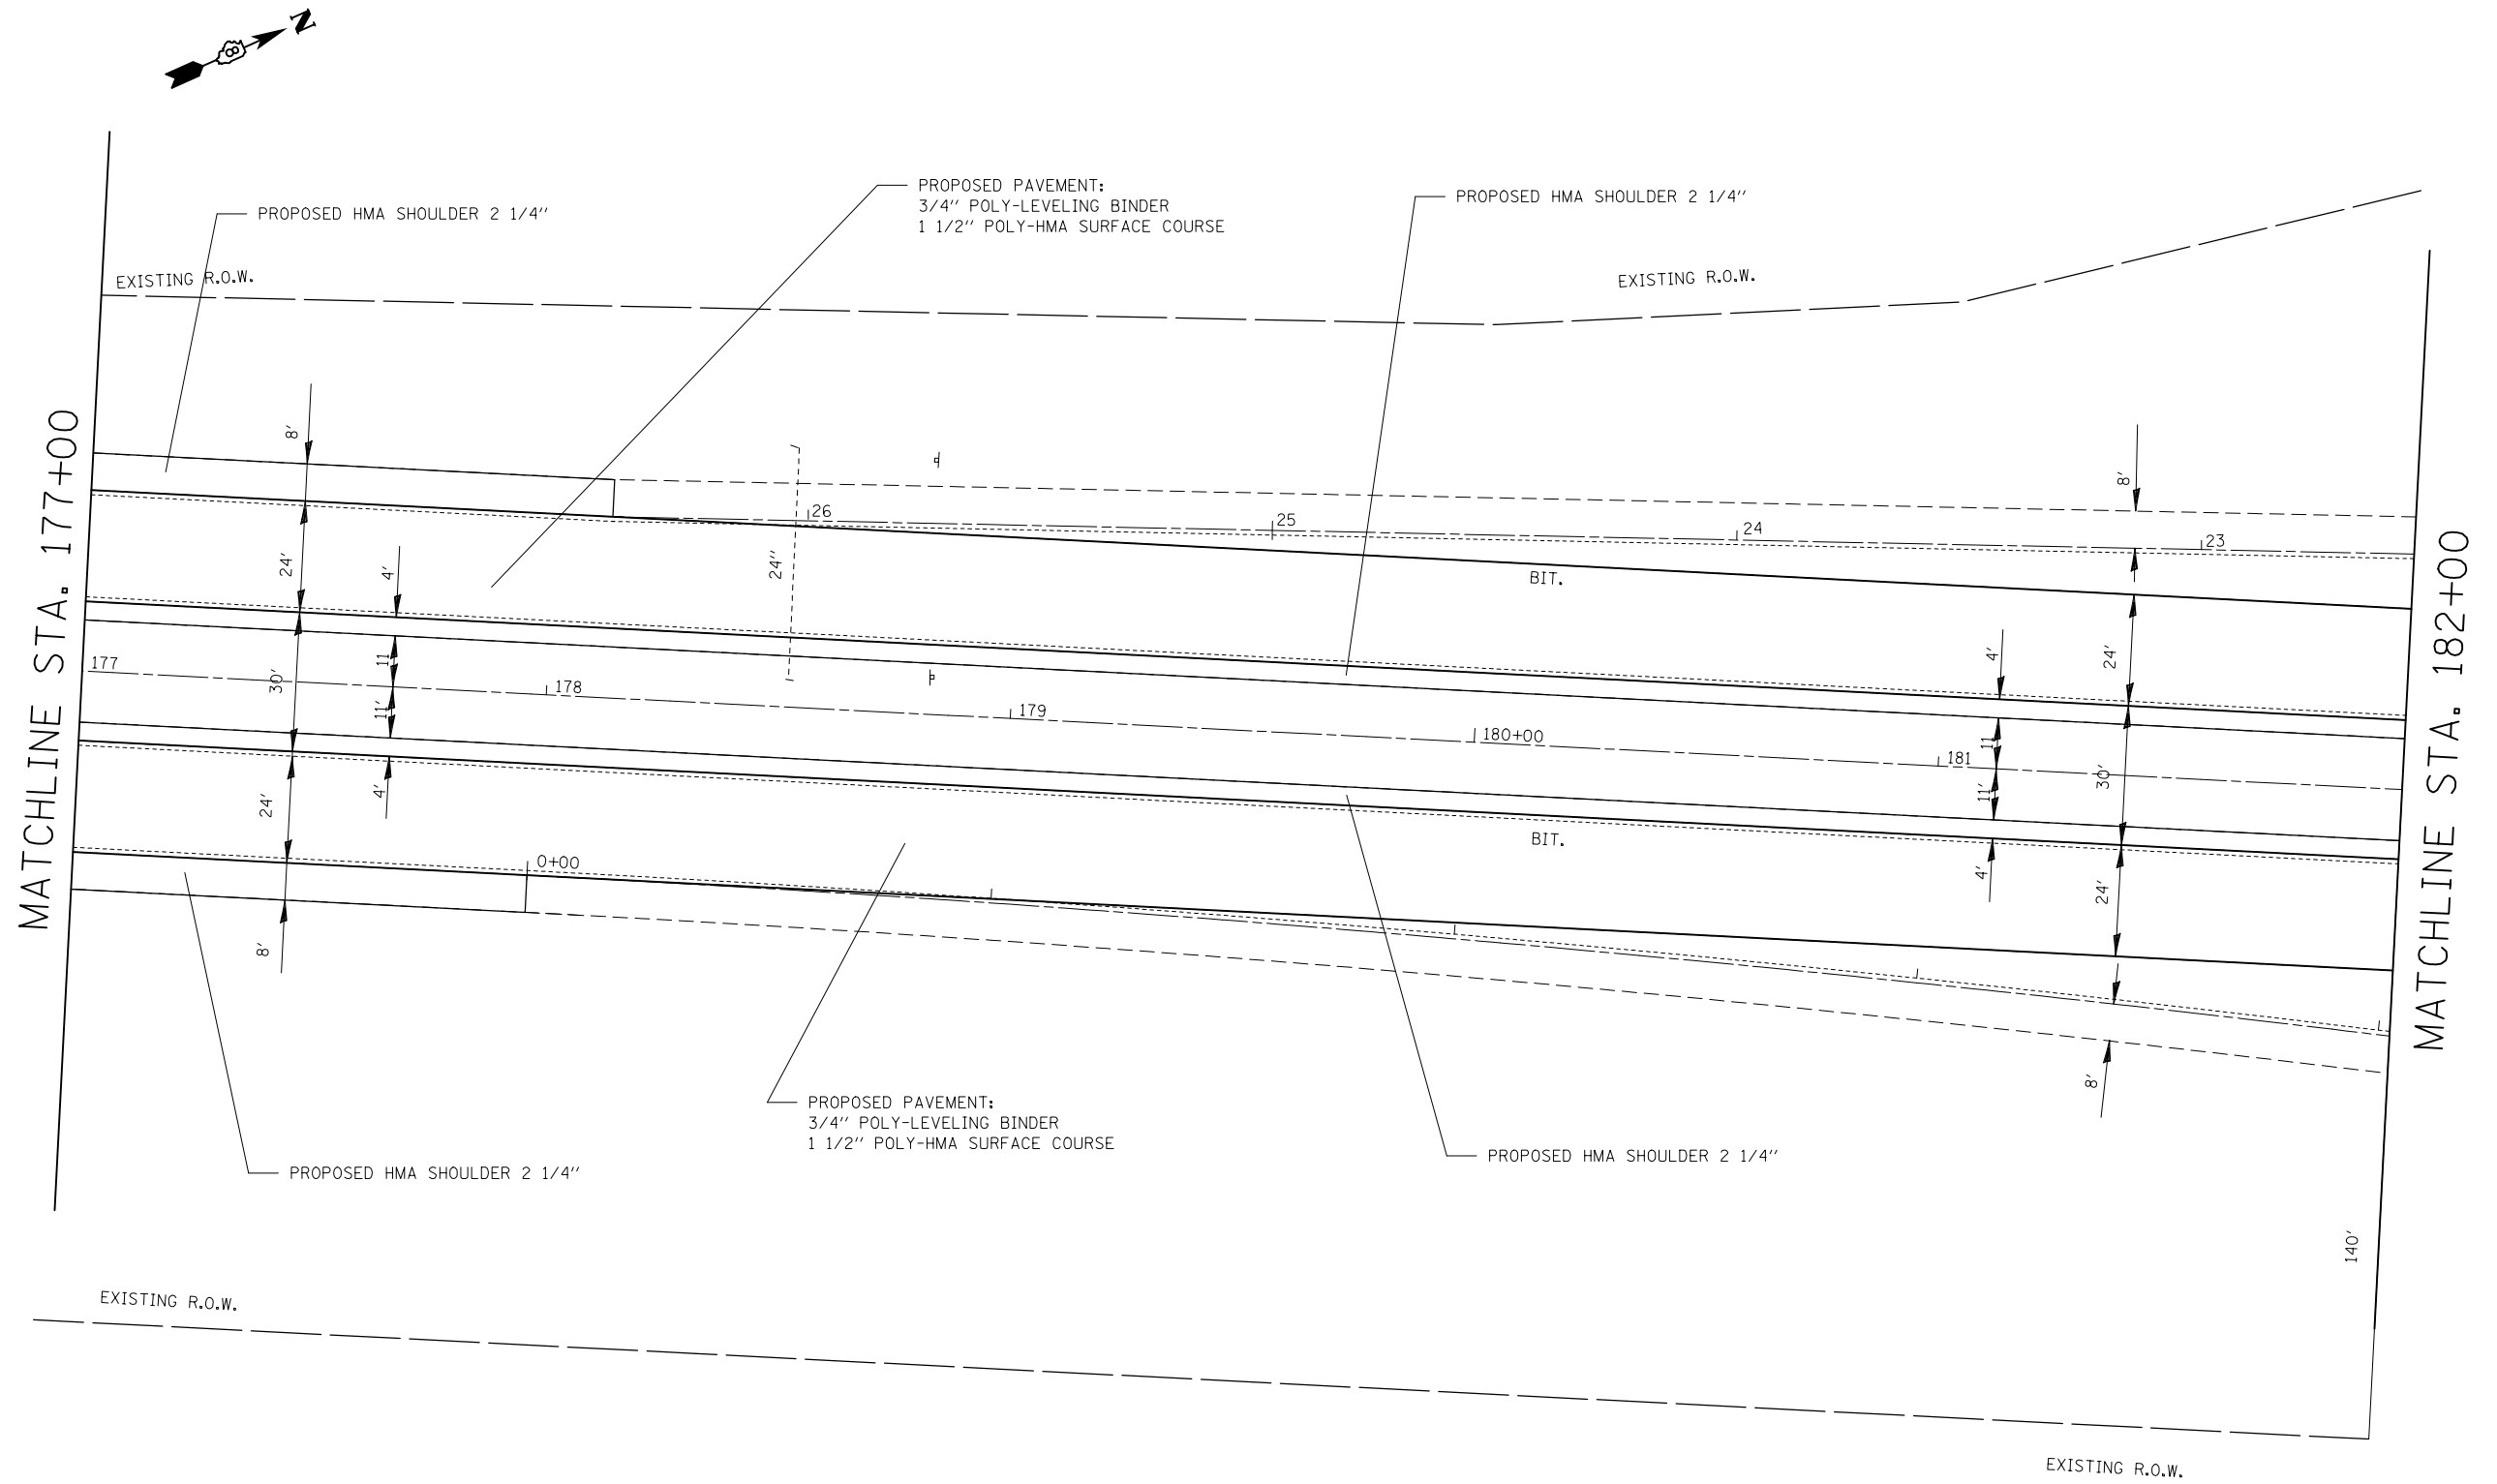 N
8
PROPOSED HMA SHOULDER 2 1/4"
PROPOSED PAVEMENT:
3/4" POLY-LEVELING BINDER
1 1/2" POLY-HMA SURFACE COURSE
PROPOSED HMA SHOULDER 2 1/4"
EXISTING R.O.W.
EXISTING R.O.W.
MATCHLINE STA. 177+00
8'
8'
26
25
24
23
24'
4'
24"
BIT.
MATCHLINE STA. 182+00
177
11
30'
178
11'
179
180+00
181
4'
24'
11
30'
11'
24'
4'
BIT.
4'
24'
0+00
8'
8'
PROPOSED PAVEMENT:
3/4" POLY-LEVELING BINDER
1 1/2" POLY-HMA SURFACE COURSE
PROPOSED HMA SHOULDER 2 1/4"
PROPOSED HMA SHOULDER 2 1/4"
140'
EXISTING R.O.W.
EXISTING R.O.W.